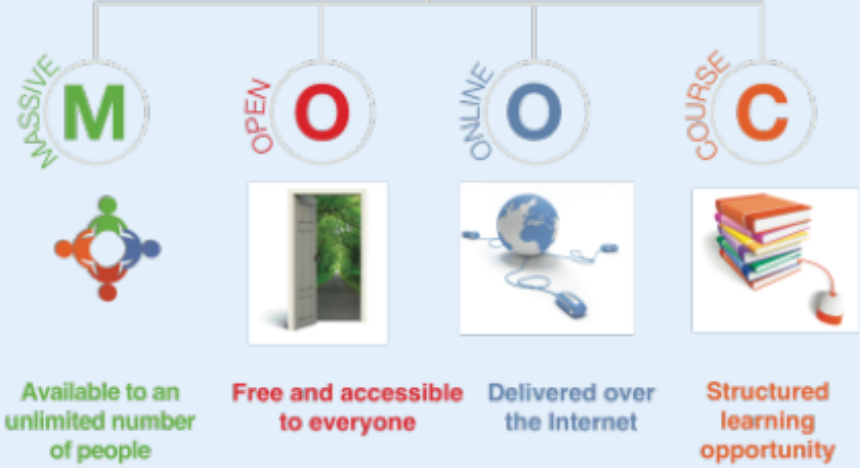 MASSIVE
M
OPEN
O
ONLINE
O
COURSE
C
Available to an
unlimited number
of people
Free and accessible
to everyone
Delivered over
the Internet
Structured
learning
opportunity